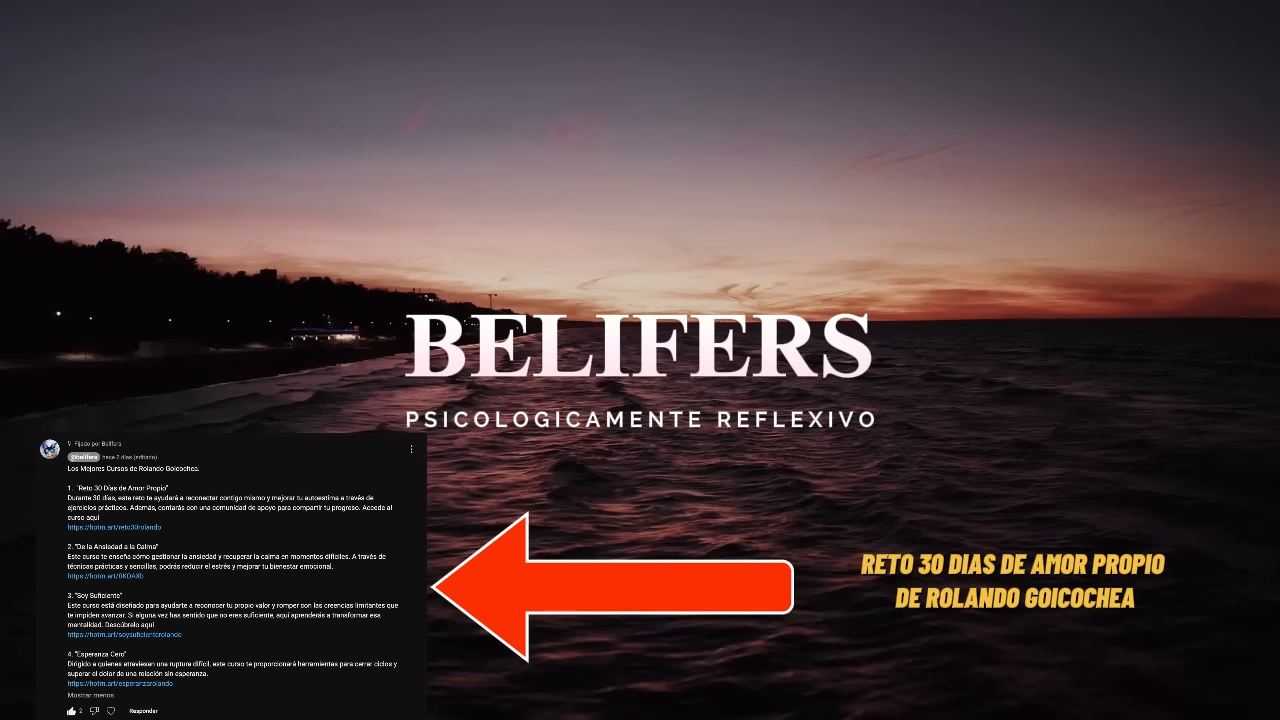 BELIFERS
PSICOLOGICAMENTE REFLEXIVO
Fijado por Belifers
@belifers hace 2 días (editado)
Los Mejores Cursos de Rolando Goicochea.
1. "Reto 30 Días de Amor Propio"
Durante 30 días, este reto te ayudará a reconectar contigo mismo y mejorar tu autoestima a través de
ejercicios prácticos. Además, contarás con una comunidad de apoyo para compartir tu progreso. Accede al
curso aquí
https://hotm.art/reto30rolando
2. "De la Ansiedad a la Calma"
Este curso te enseña cómo gestionar la ansiedad y recuperar la calma en momentos difíciles. A través de
técnicas prácticas y sencillas, podrás reducir el estrés y mejorar tu bienestar emocional.
https://hotm.art/0KOAXb
3. "Soy Suficiente"
Este curso está diseñado para ayudarte a reconocer tu propio valor y romper con las creencias limitantes que
te impiden avanzar. Si alguna vez has sentido que no eres suficiente, aquí aprenderás a transformar esa
mentalidad. Descúbrelo aquí
https://hotm.art/soysuficienterolando
4. "Esperanza Cero"
Dirigido a quienes atraviesan una ruptura difícil, este curso te proporcionará herramientas para cerrar ciclos y
superar el dolor de una relación sin esperanza.
https://hotm.art/esperanzarolando
Mostrar menos
2 Responder
RETO 30 DIAS DE AMOR PROPIO
DE ROLANDO GOICOCHEA